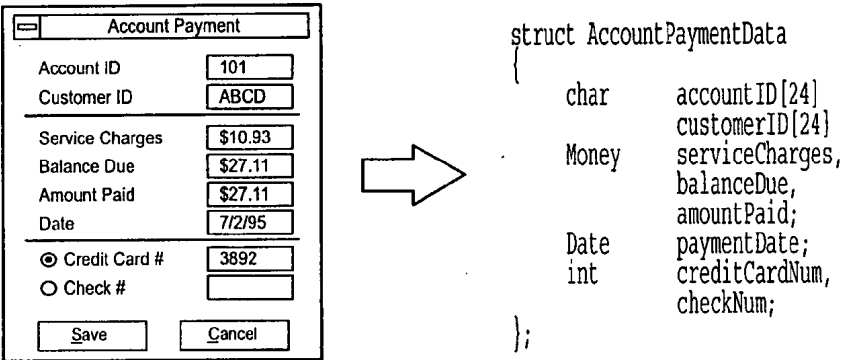 Account Payment
Account ID 101
Customer ID ABCD
Service Charges $10.93
Balance Due $27.11
Amount Paid $27.11
Date 7/2/95
Credit Card # 3892
Check #
Save Cancel
struct AccountPaymentData
{
char accountID[24]
customerID[24]
Money serviceCharges,
balanceDue,
amountPaid;
Date paymentDate;
int creditCardNum,
checkNum;
};